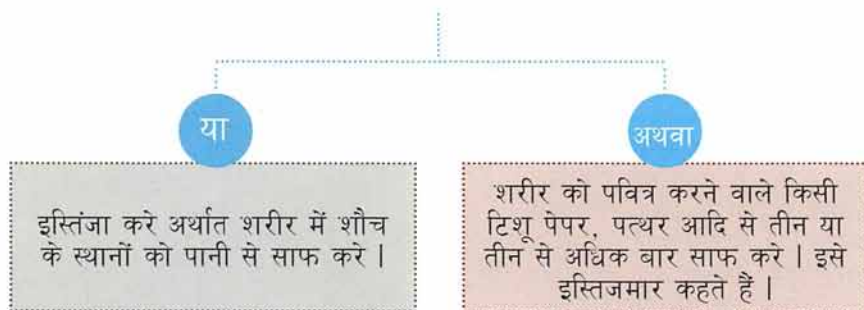 या
इस्तिंजा करे अर्थात शरीर में शौच
के स्थानों को पानी से साफ करे |
अथवा
शरीर को पवित्र करने वाले किसी
टिशू पेपर, पत्थर आदि से तीन या
तीन से अधिक बार साफ करे | इसे
इस्तिजमार कहते हैं |